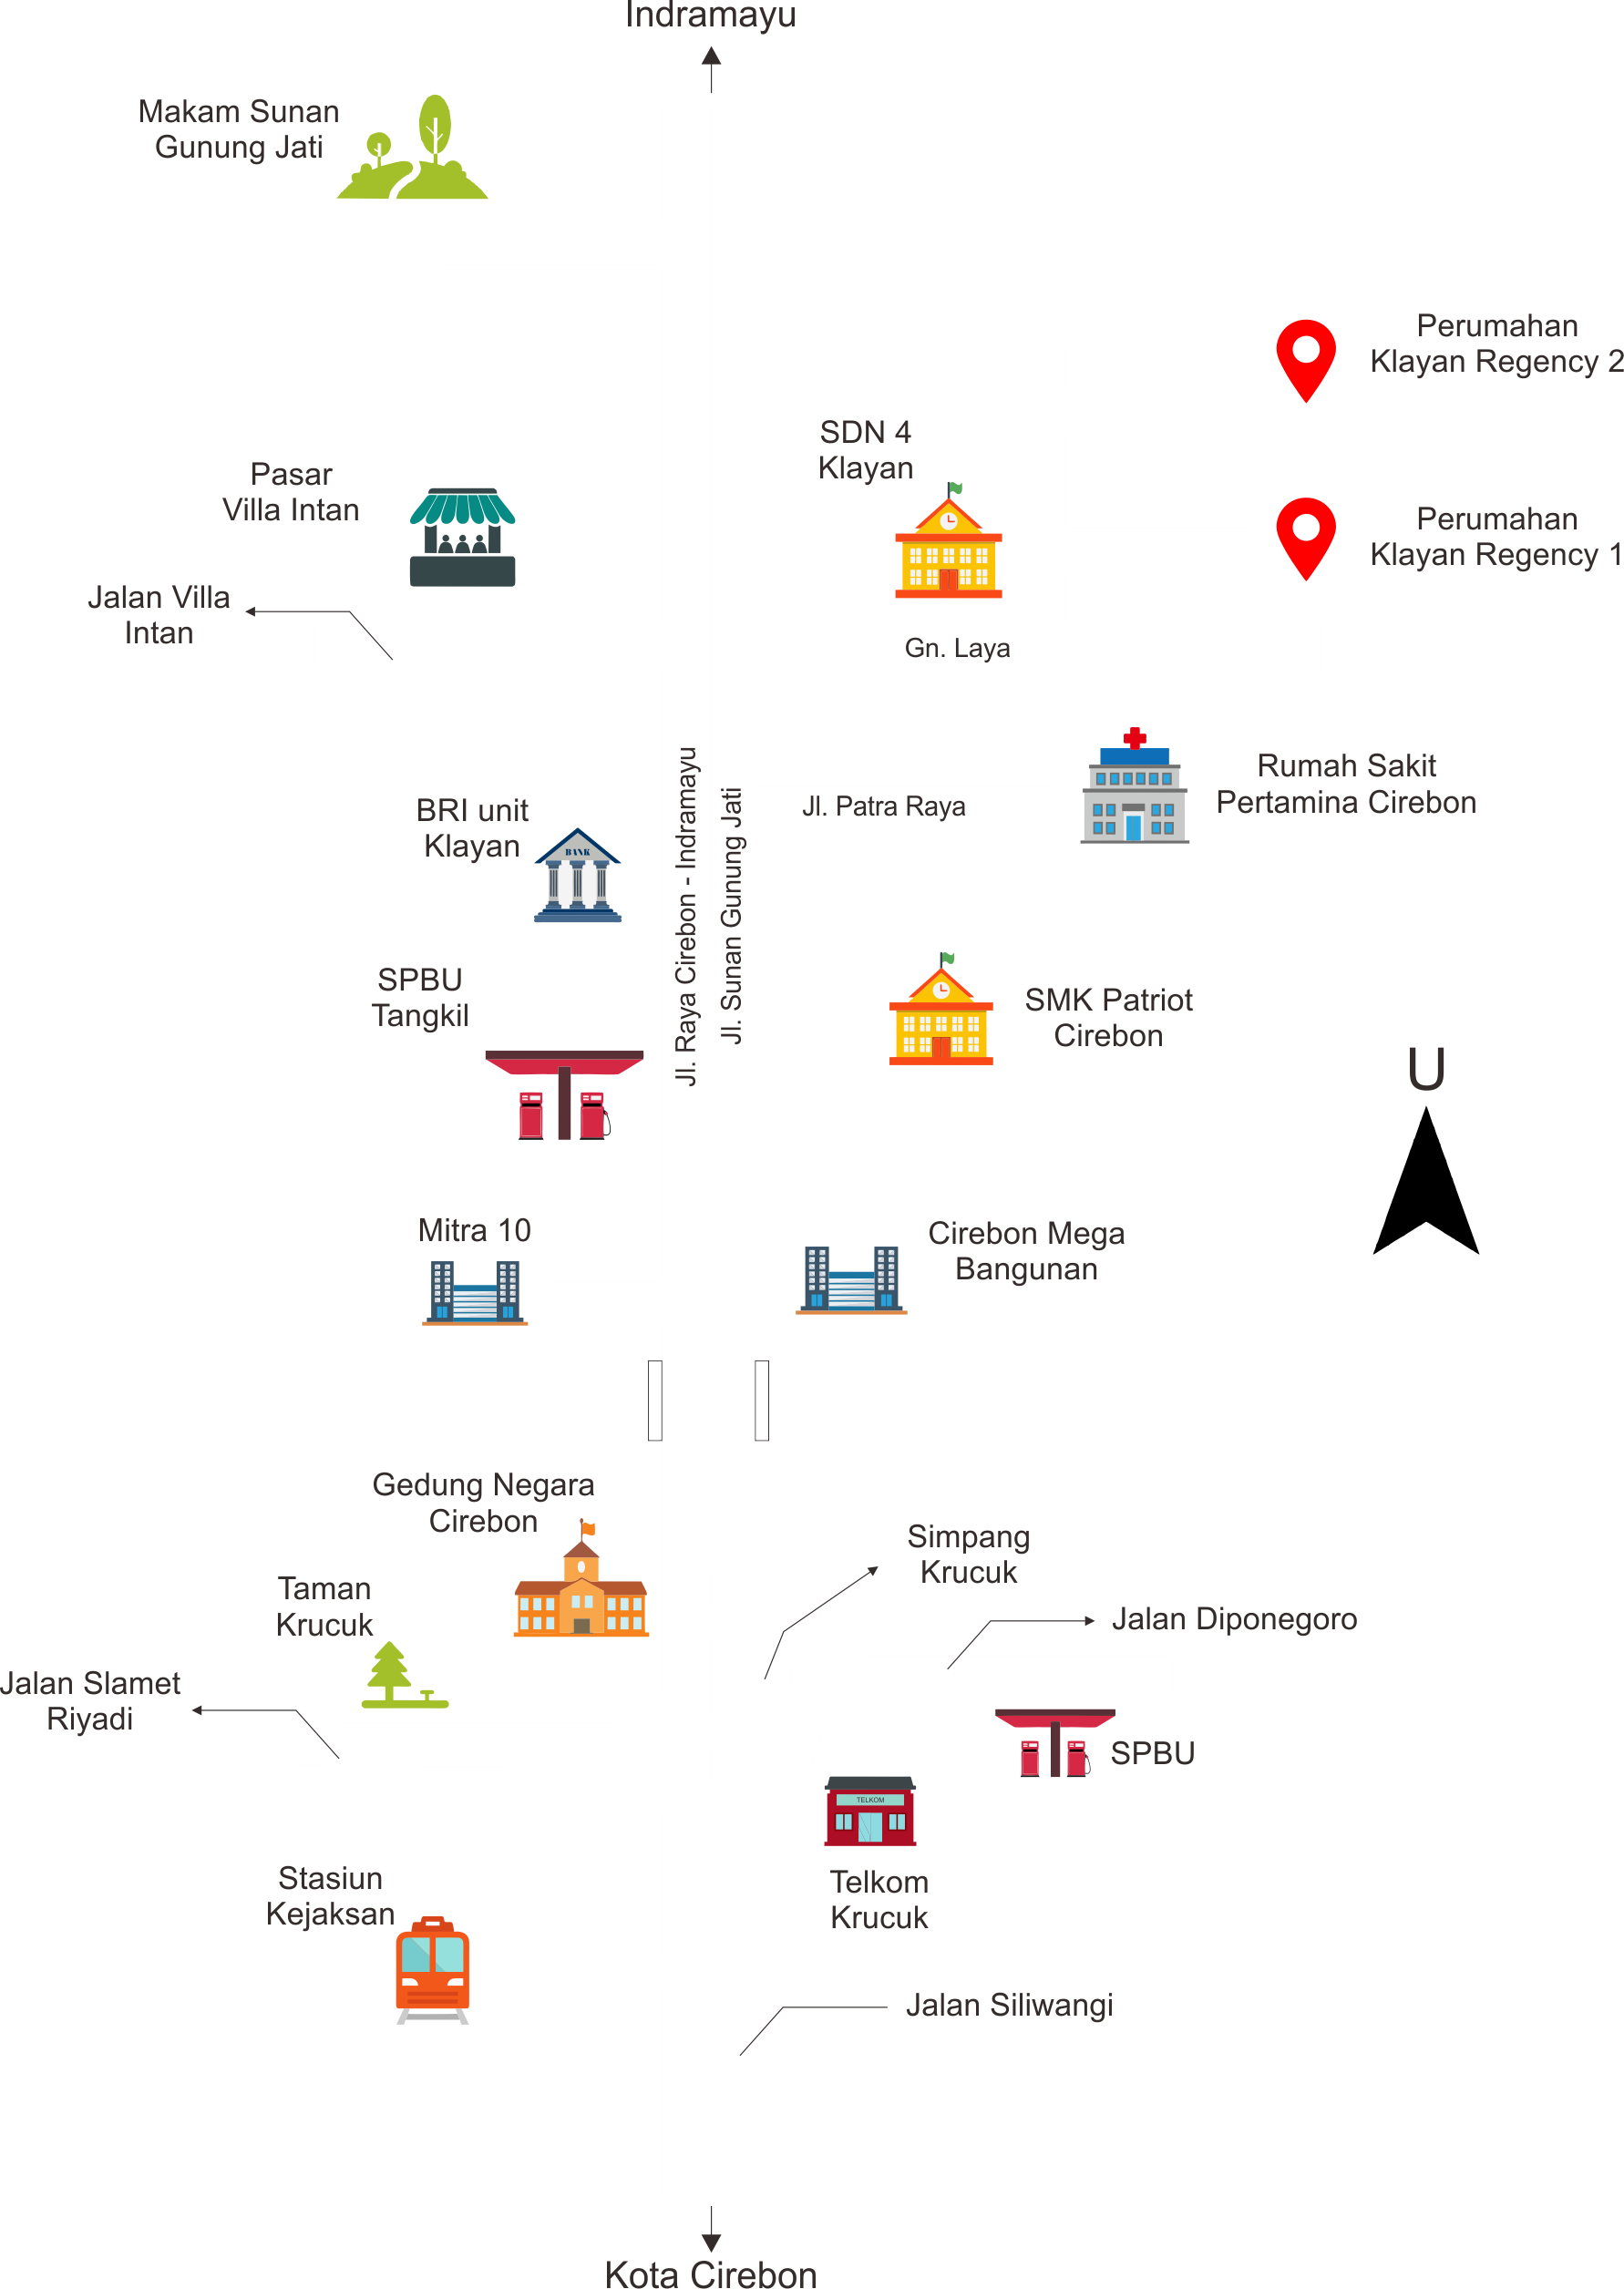 Indramayu
Makam Sunan
Gunung Jati
Perumahan
Klayan Regency 2
SDN 4
Klayan
Pasar
Villa Intan
Perumahan
Klayan Regency 1
Jalan Villa
Intan
Gn. Laya
Rumah Sakit
Pertamina Cirebon
BRI unit
Klayan
BANK
Jl. Raya Cirebon - Indramayu
Jl. Sunan Gunung Jati
Jl. Patra Raya
SPBU
Tangkil
SMK Patriot
Cirebon
U
Mitra 10
Cirebon Mega
Bangunan
Gedung Negara
Cirebon
Simpang
Krucuk
Taman
Krucuk
Jalan Diponegoro
Jalan Slamet
Riyadi
SPBU
TELKOM
Telkom
Krucuk
Stasiun
Kejaksan
Jalan Siliwangi
Kota Cirebon